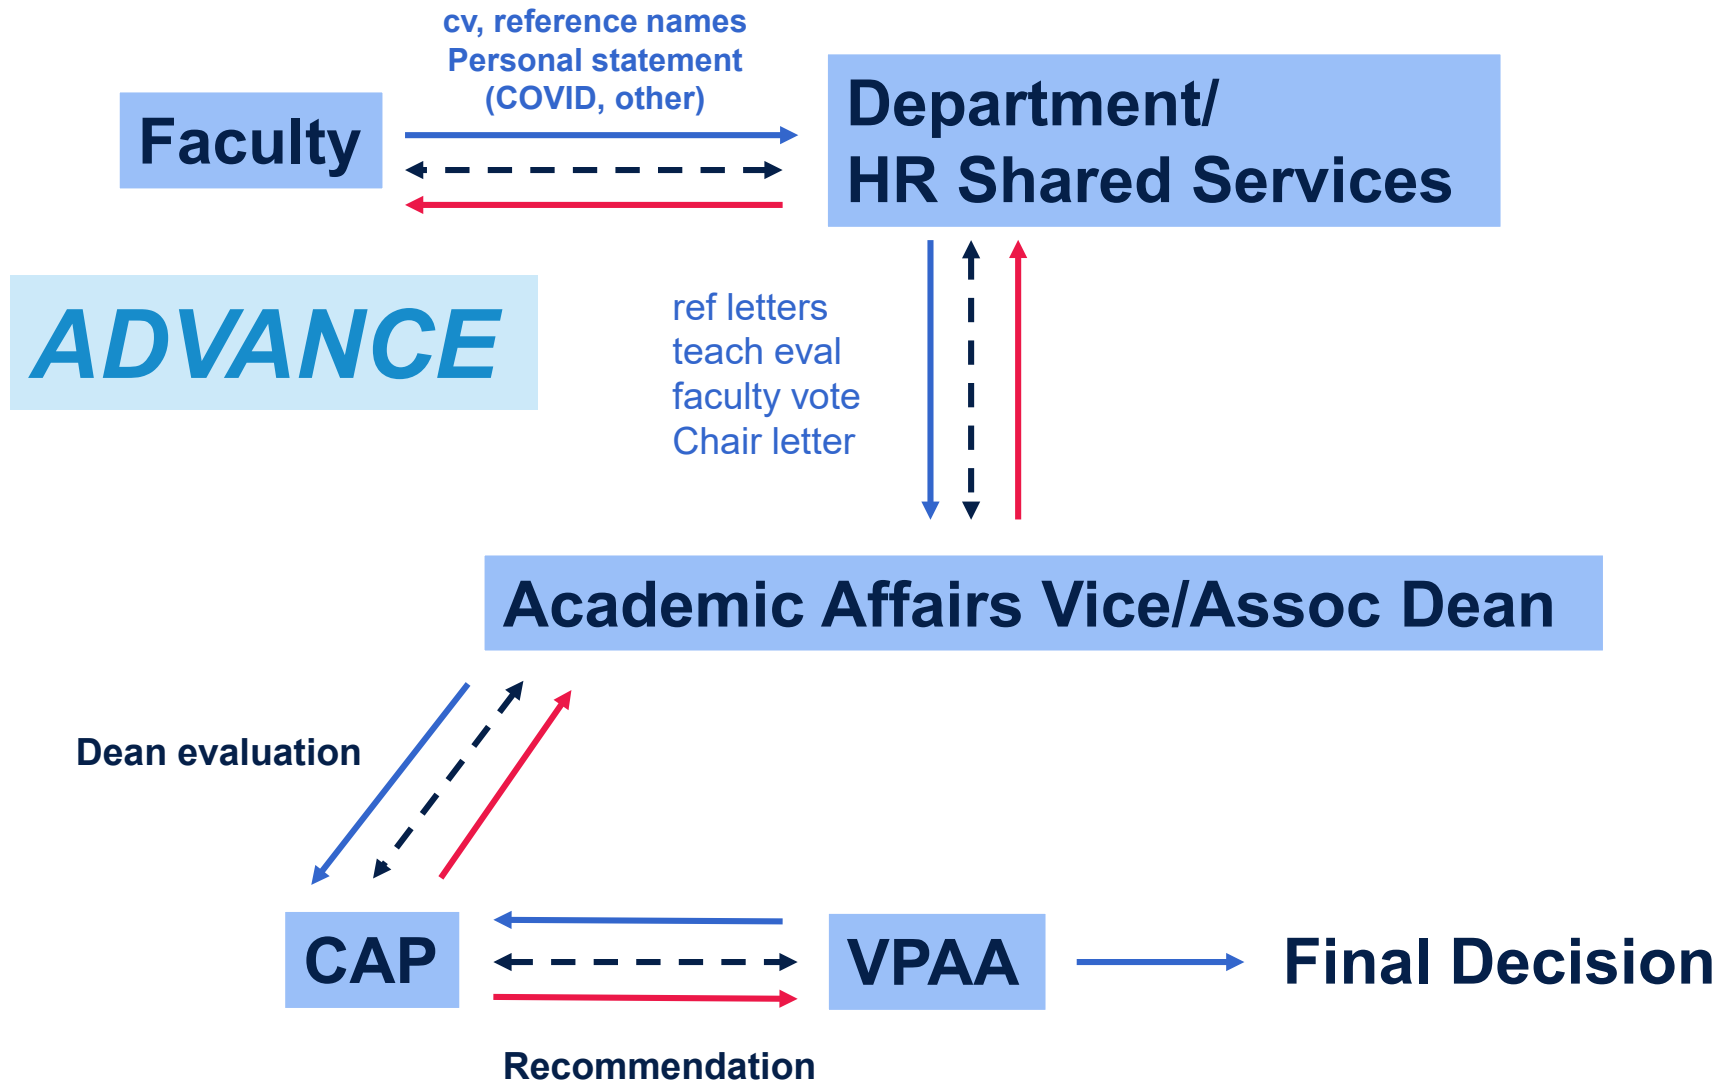 cv, reference names
Personal statement
(COVID, other)
Faculty
Department/
HR Shared Services
ADVANCE
ref letters
teach eval
faculty vote
Chair letter
Academic Affairs Vice/Assoc Dean
Dean evaluation
CAP
VPAA
Final Decision
Recommendation